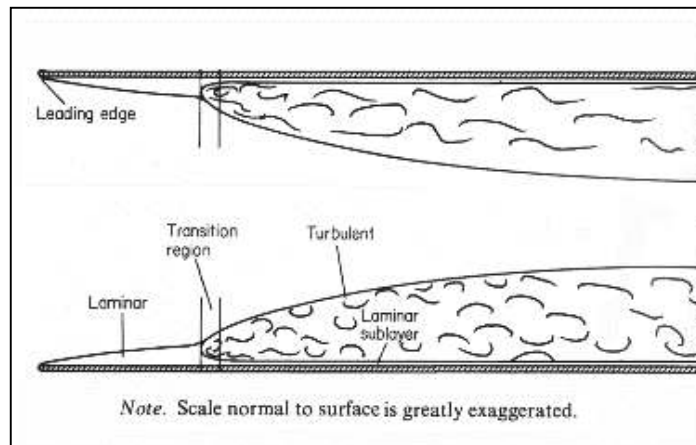 Leading edge
Transition
region
Turbulent
Laminar
Laminar
sublayer
Note. Scale normal to surface is greatly exaggerated.